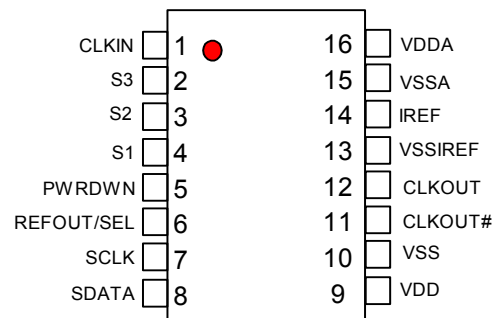 CLKIN 1 16 VDDA
S3 2 15 VSSA
S2 3 14 IREF
S1 4 13 VSSIREF
PWRDWN 5 12 CLKOUT
REFOUT/SEL 6 11 CLKOUT#
SCLK 7 10 VSS
SDATA 8 9 VDD